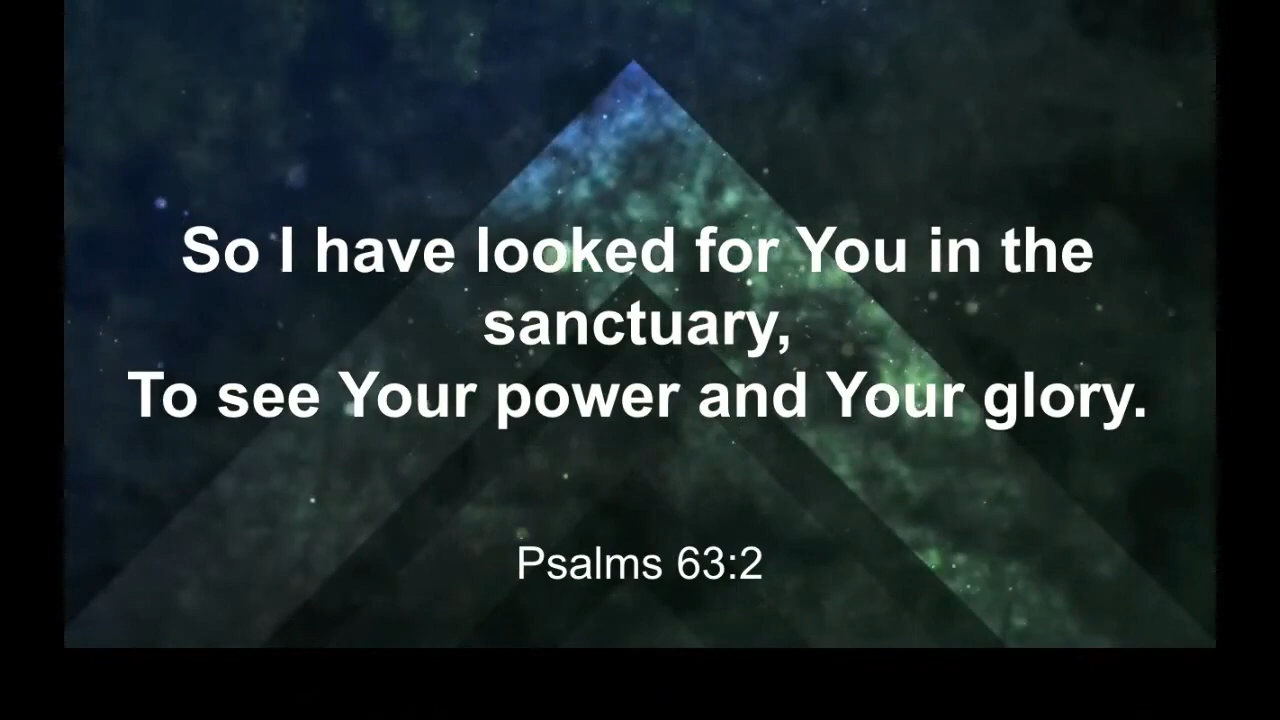 So I have looked for You in the
sanctuary,
To see Your power and Your glory.
Psalms 63:2